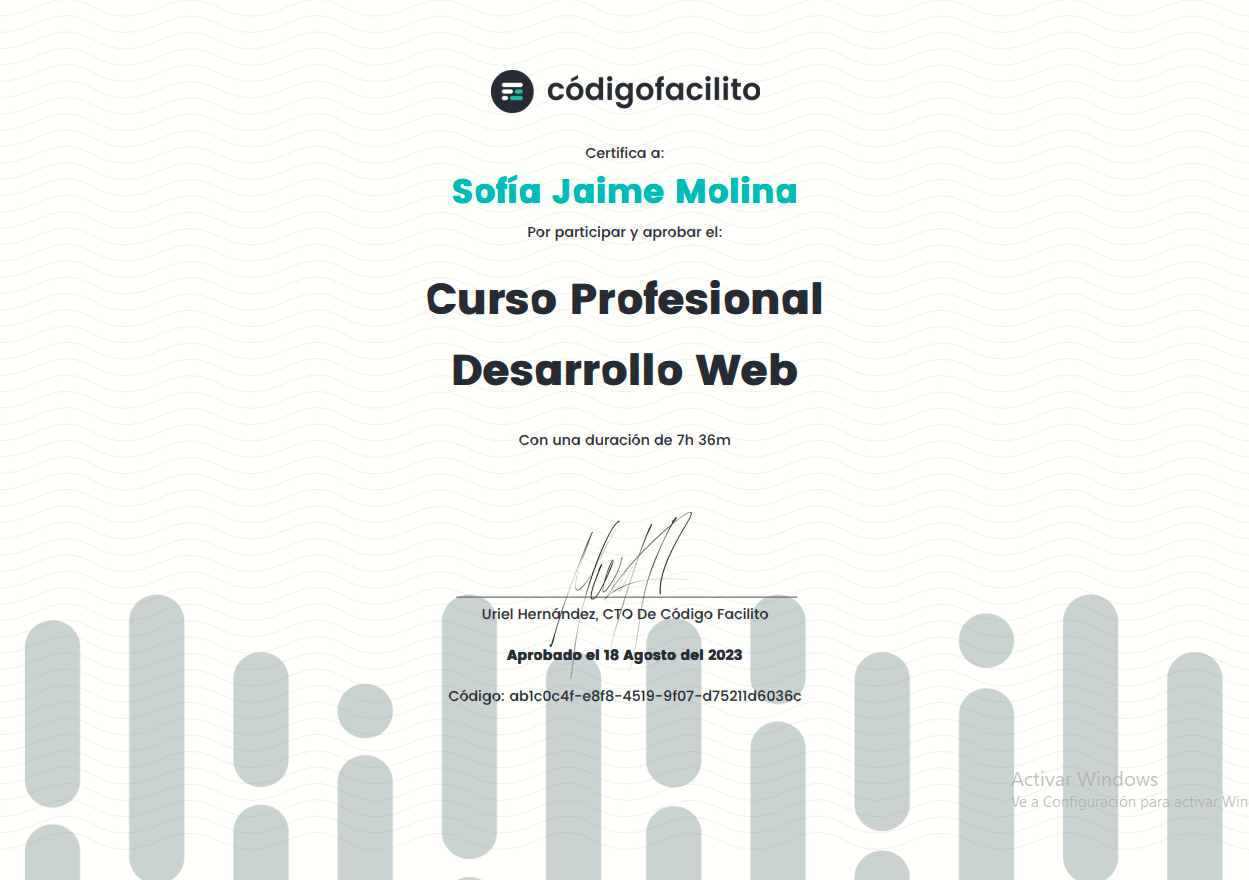 códigofacilito
Certifica a:
Sofía Jaime Molina
Por participar y aprobar el:
Curso Profesional
Desarrollo Web
Con una duración de 7h 36m
Uriel Hernández, CTO De Código Facilito
Aprobado el 18 Agosto del 2023
Código: ab1c0c4f-e8f8-4519-9f07-d75211d6036c
Activar Windows
Ve a Configuración para activar Win